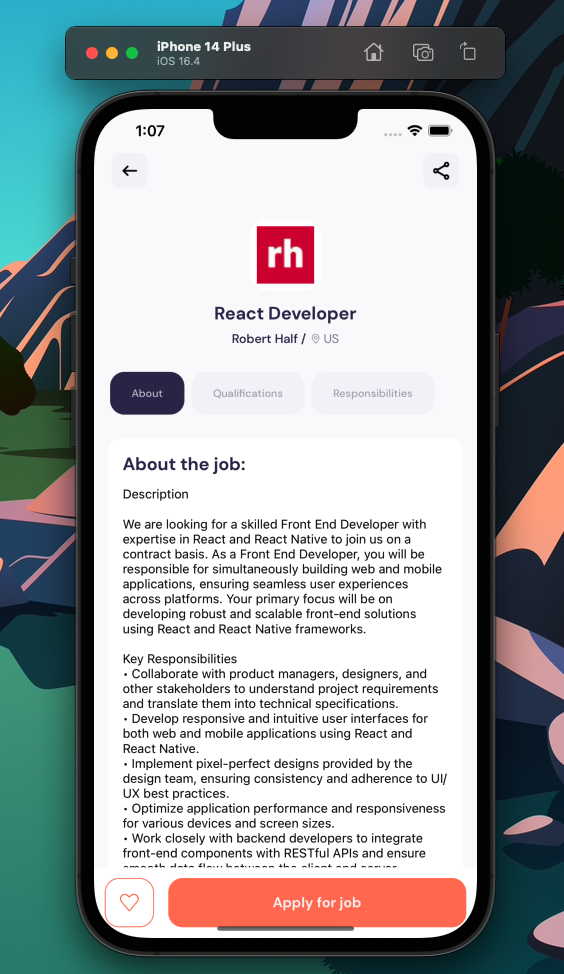 iPhone 14 Plus
iOS 16.4
1:07
rh
React Developer
Robert Half / US
About
Qualifications
Responsibilities
About the job:
Description
We are looking for a skilled Front End Developer with
expertise in React and React Native to join us on a
contract basis. As a Front End Developer, you will be
responsible for simultaneously building web and mobile
applications, ensuring seamless user experiences
across platforms. Your primary focus will be on
developing robust and scalable front-end solutions
using React and React Native frameworks.
Key Responsibilities
• Collaborate with product managers, designers, and
other stakeholders to understand project requirements
and translate them into technical specifications.
• Develop responsive and intuitive user interfaces for
both web and mobile applications using React and
React Native.
• Implement pixel-perfect designs provided by the
design team, ensuring consistency and adherence to UI/
UX best practices.
• Optimize application performance and responsiveness
for various devices and screen sizes.
• Work closely with backend developers to integrate
front-end components with RESTful APIs and ensure
smooth data flow between the client and server
Apply for job